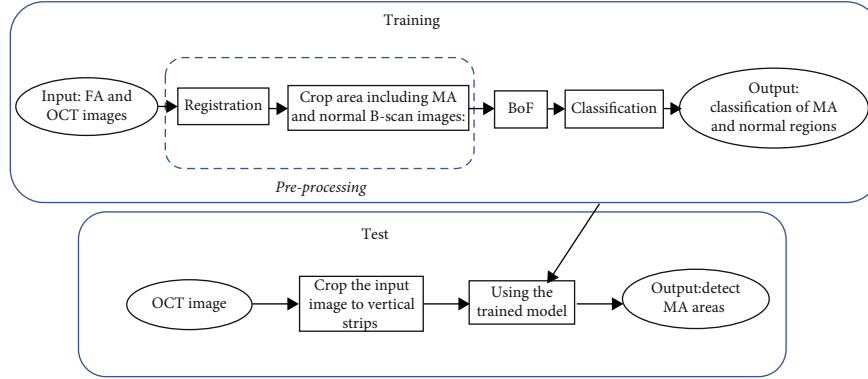 Training
Input: FA and
OCT images
Registration
Crop area including MA
and normal B-scan images:
BoF
Classification
Output:
classification of MA
and normal regions
Pre-processing
Test
OCT image
Crop the input
image to vertical
strips
Using the
trained model
Output:detect
MA areas